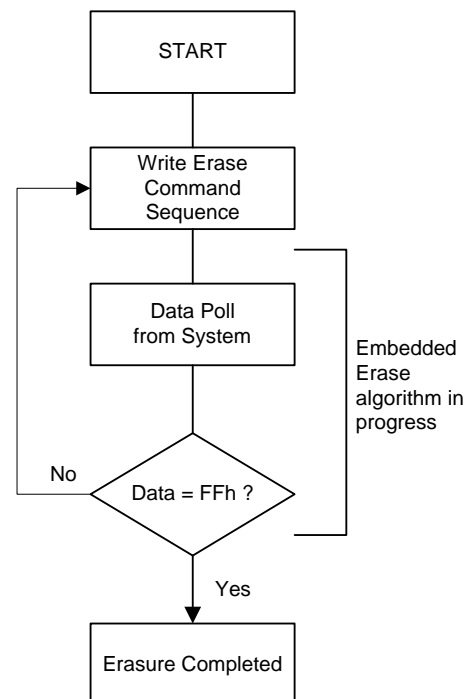 START
Write Erase
Command
Sequence
Data Poll
from System
Embedded
Erase
algorithm in
progress
No
Data = FFh ?
Yes
Erasure Completed